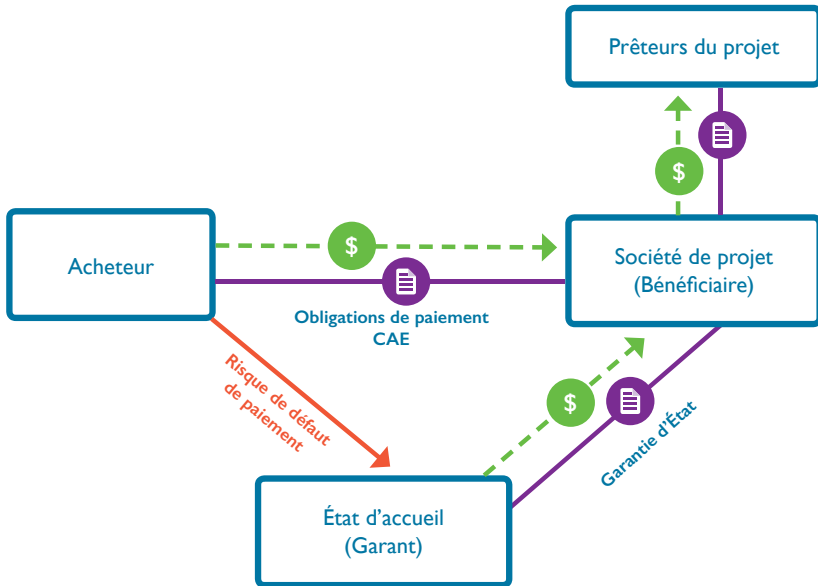 Prêteurs du projet
$
Acheteur
$
Société de projet
(Bénéficiaire)
Obligations de paiement
CAE
Risque de défaut
de paiement
$
Garantie d’État
État d’accueil
(Garant)